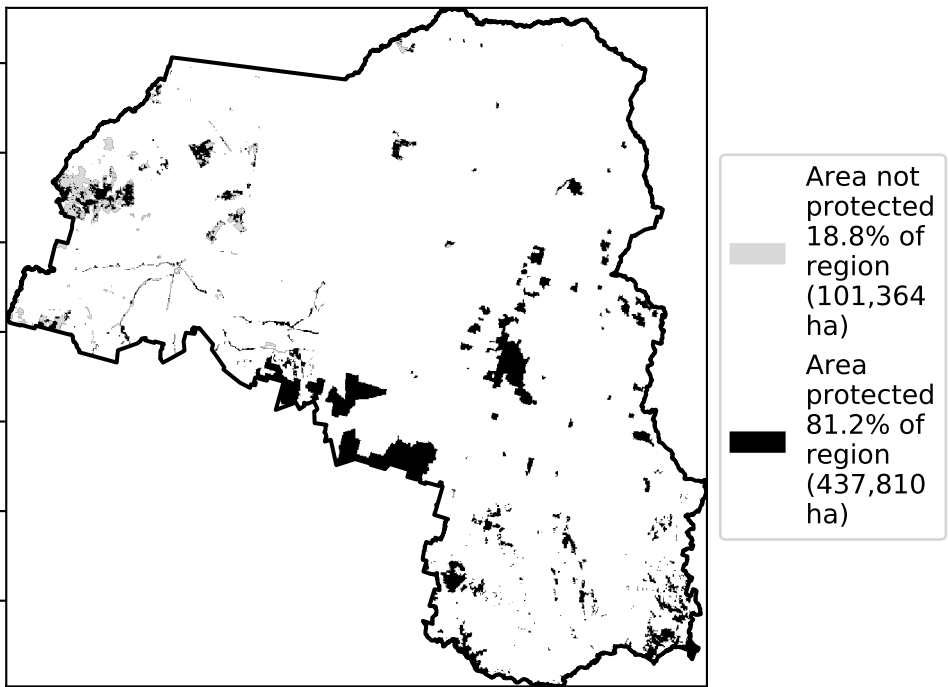 Area not
protected
18.8% of
region
(101,364
ha)
Area
protected
81.2% of
region
(437,810
ha)